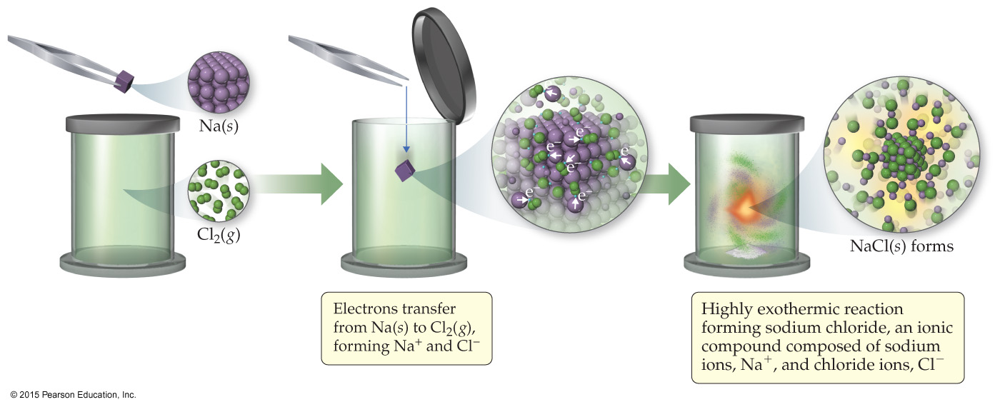 Na(s)
Cl₂(g)
e⁻
e⁻
e⁻
e⁻
e⁻
e⁻
NaCl(s) forms
Electrons transfer
from Na(s) to Cl₂(g),
forming Na⁺ and Cl⁻
Highly exothermic reaction
forming sodium chloride, an ionic
compound composed of sodium
ions, Na⁺, and chloride ions, Cl⁻
© 2015 Pearson Education, Inc.